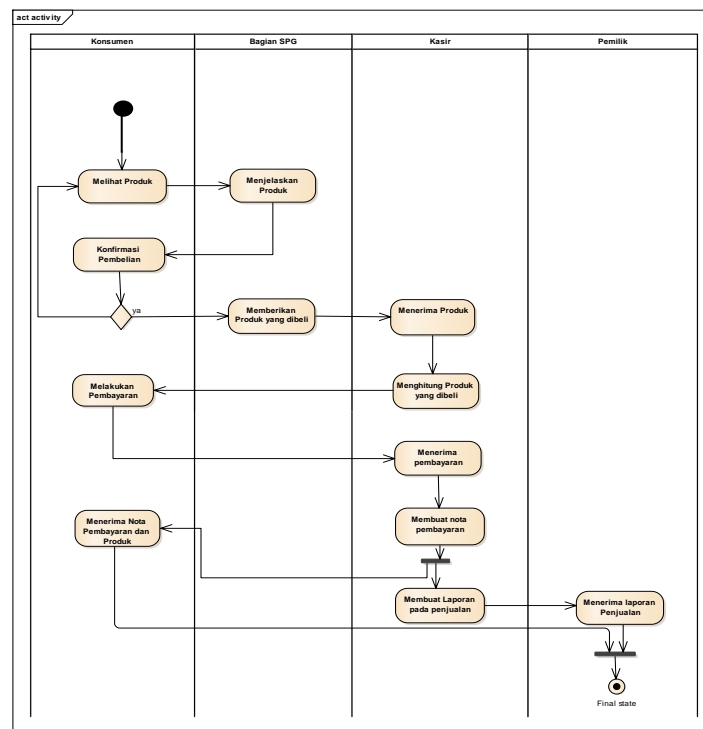 act activity
Konsumen
Bagian SPG
Kasir
Pemilik
Melihat Produk
Menjelaskan
Produk
Konfirmasi
Pembelian
ya
Memberikan
Produk yang dibeli
Menerima Produk
Melakukan
Pembayaran
Menghitung Produk
yang dibeli
Menerima
pembayaran
Menerima Nota
Pembayaran dan
Produk
Membuat nota
pembayaran
Membuat Laporan
pada penjualan
Menerima laporan
Penjualan
Final state